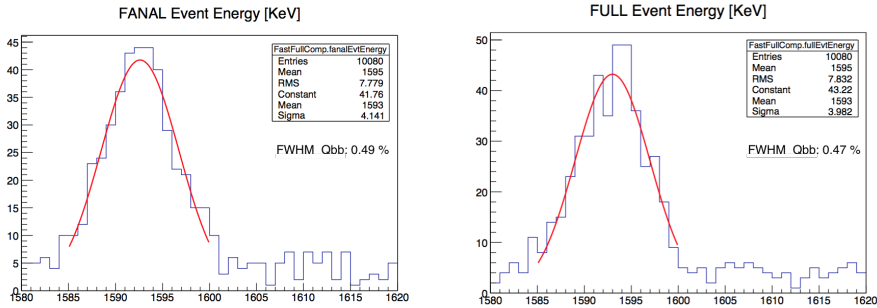 FANAL Event Energy [KeV]
FastFullComp.fanalEvtEnergy
Entries 10080
Mean 1595
RMS 7.779
Constant 41.76
Mean 1593
Sigma 4.141
FWHM Qbb: 0.49 %
45
40
35
30
25
20
15
10
5
0
1580 1585 1590 1595 1600 1605 1610 1615 1620
FULL Event Energy [KeV]
FastFullComp.fullEvtEnergy
Entries 10080
Mean 1595
RMS 7.832
Constant 43.22
Mean 1593
Sigma 3.982
FWHM Qbb: 0.47 %
50
40
30
20
10
0
1580 1585 1590 1595 1600 1605 1610 1615 1620